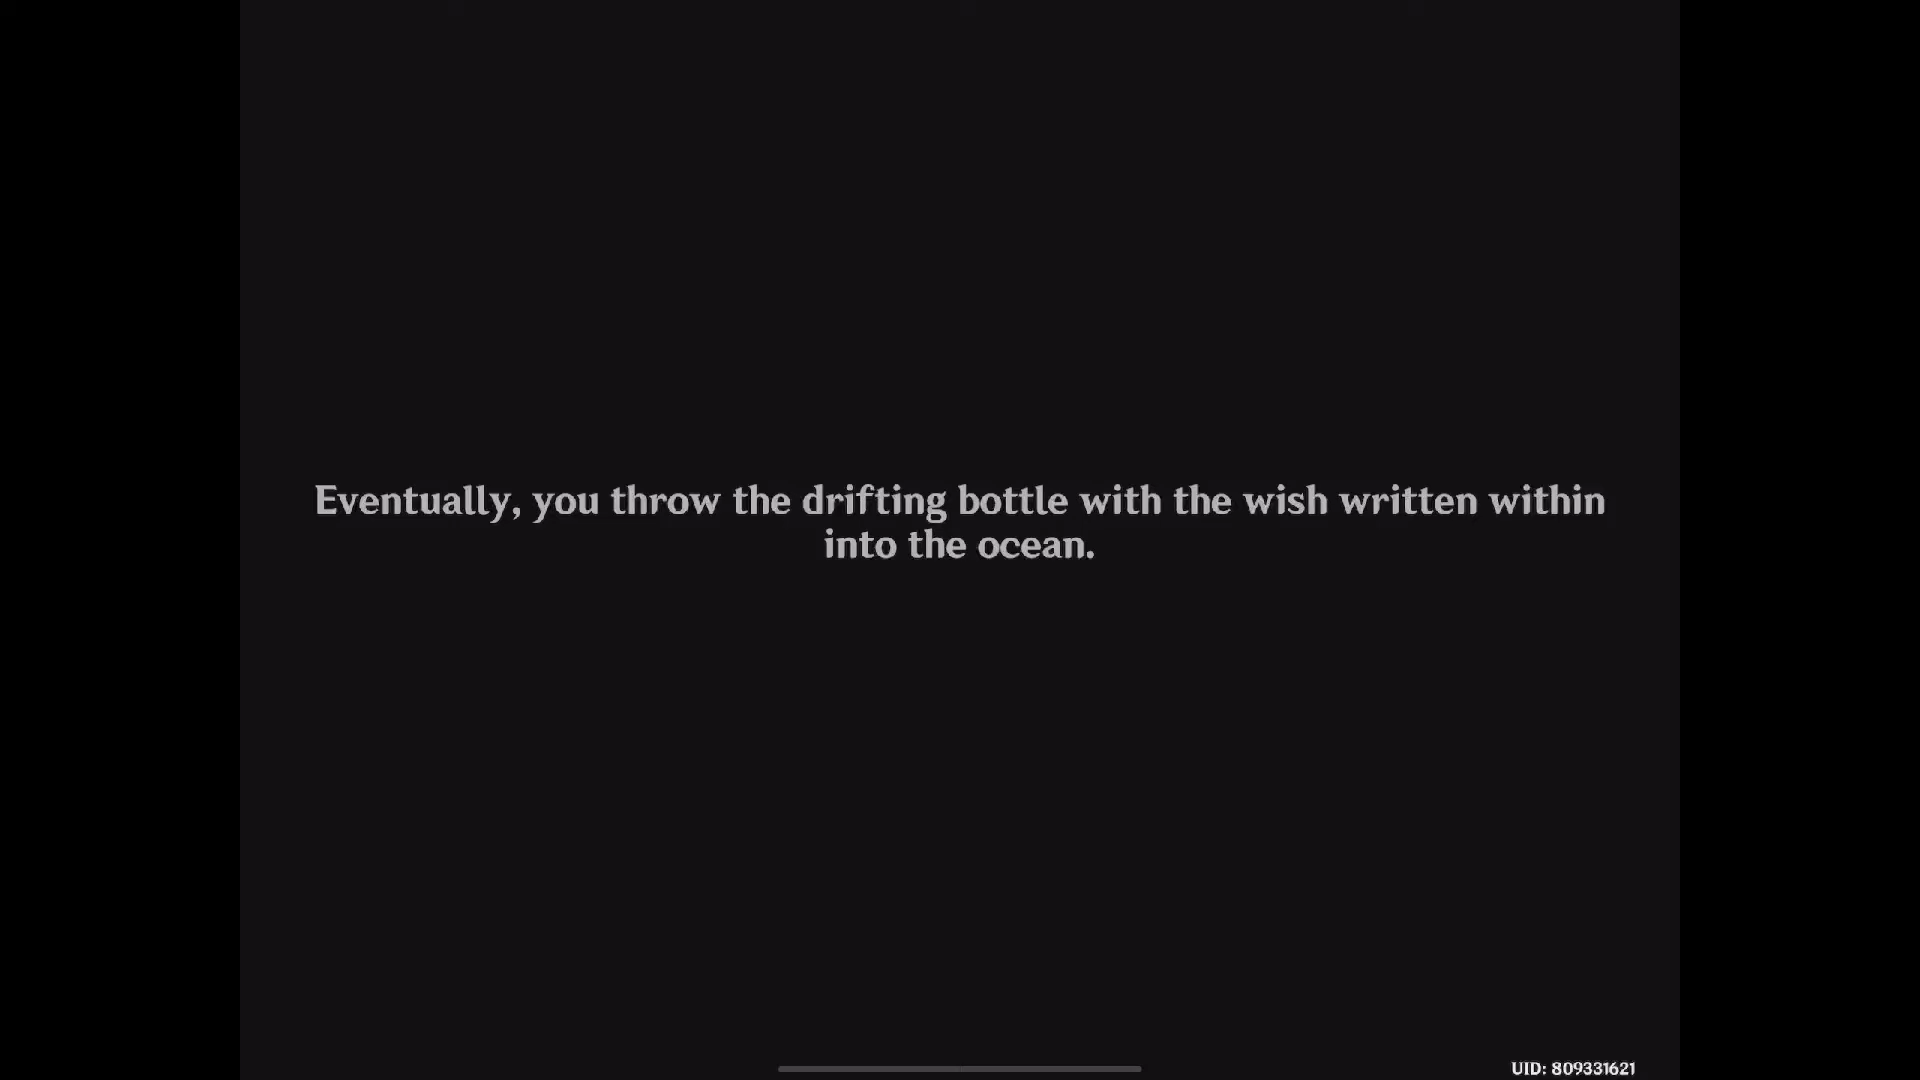 Eventually, you throw the drifting bottle with the wish written within
into the ocean.
UID: 809331621